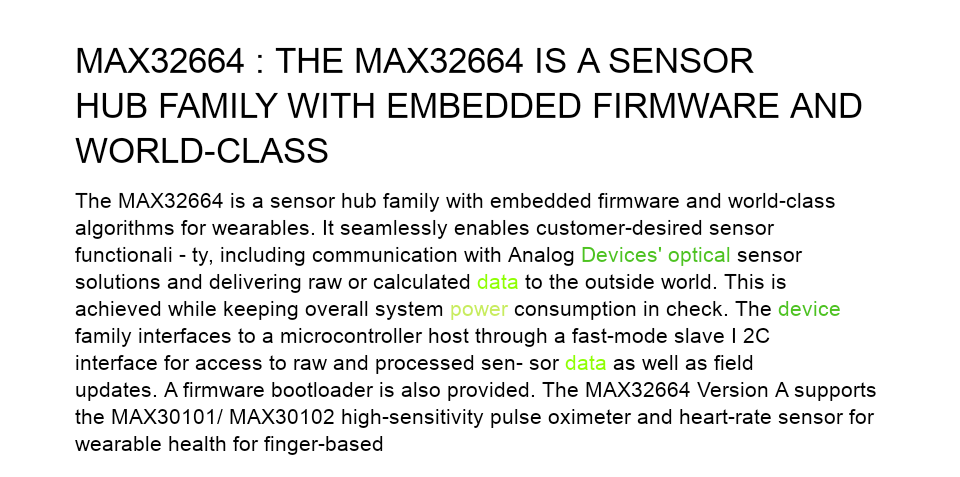 MAX32664 : THE MAX32664 IS A SENSOR
HUB FAMILY WITH EMBEDDED FIRMWARE AND
WORLD-CLASS
The MAX32664 is a sensor hub family with embedded firmware and world-class
algorithms for wearables. It seamlessly enables customer-desired sensor
functionali - ty, including communication with Analog Devices' optical sensor
solutions and delivering raw or calculated data to the outside world. This is
achieved while keeping overall system power consumption in check. The device
family interfaces to a microcontroller host through a fast-mode slave I 2C
interface for access to raw and processed sen- sor data as well as field
updates. A firmware bootloader is also provided. The MAX32664 Version A supports
the MAX30101/ MAX30102 high-sensitivity pulse oximeter and heart-rate sensor for
wearable health for finger-based